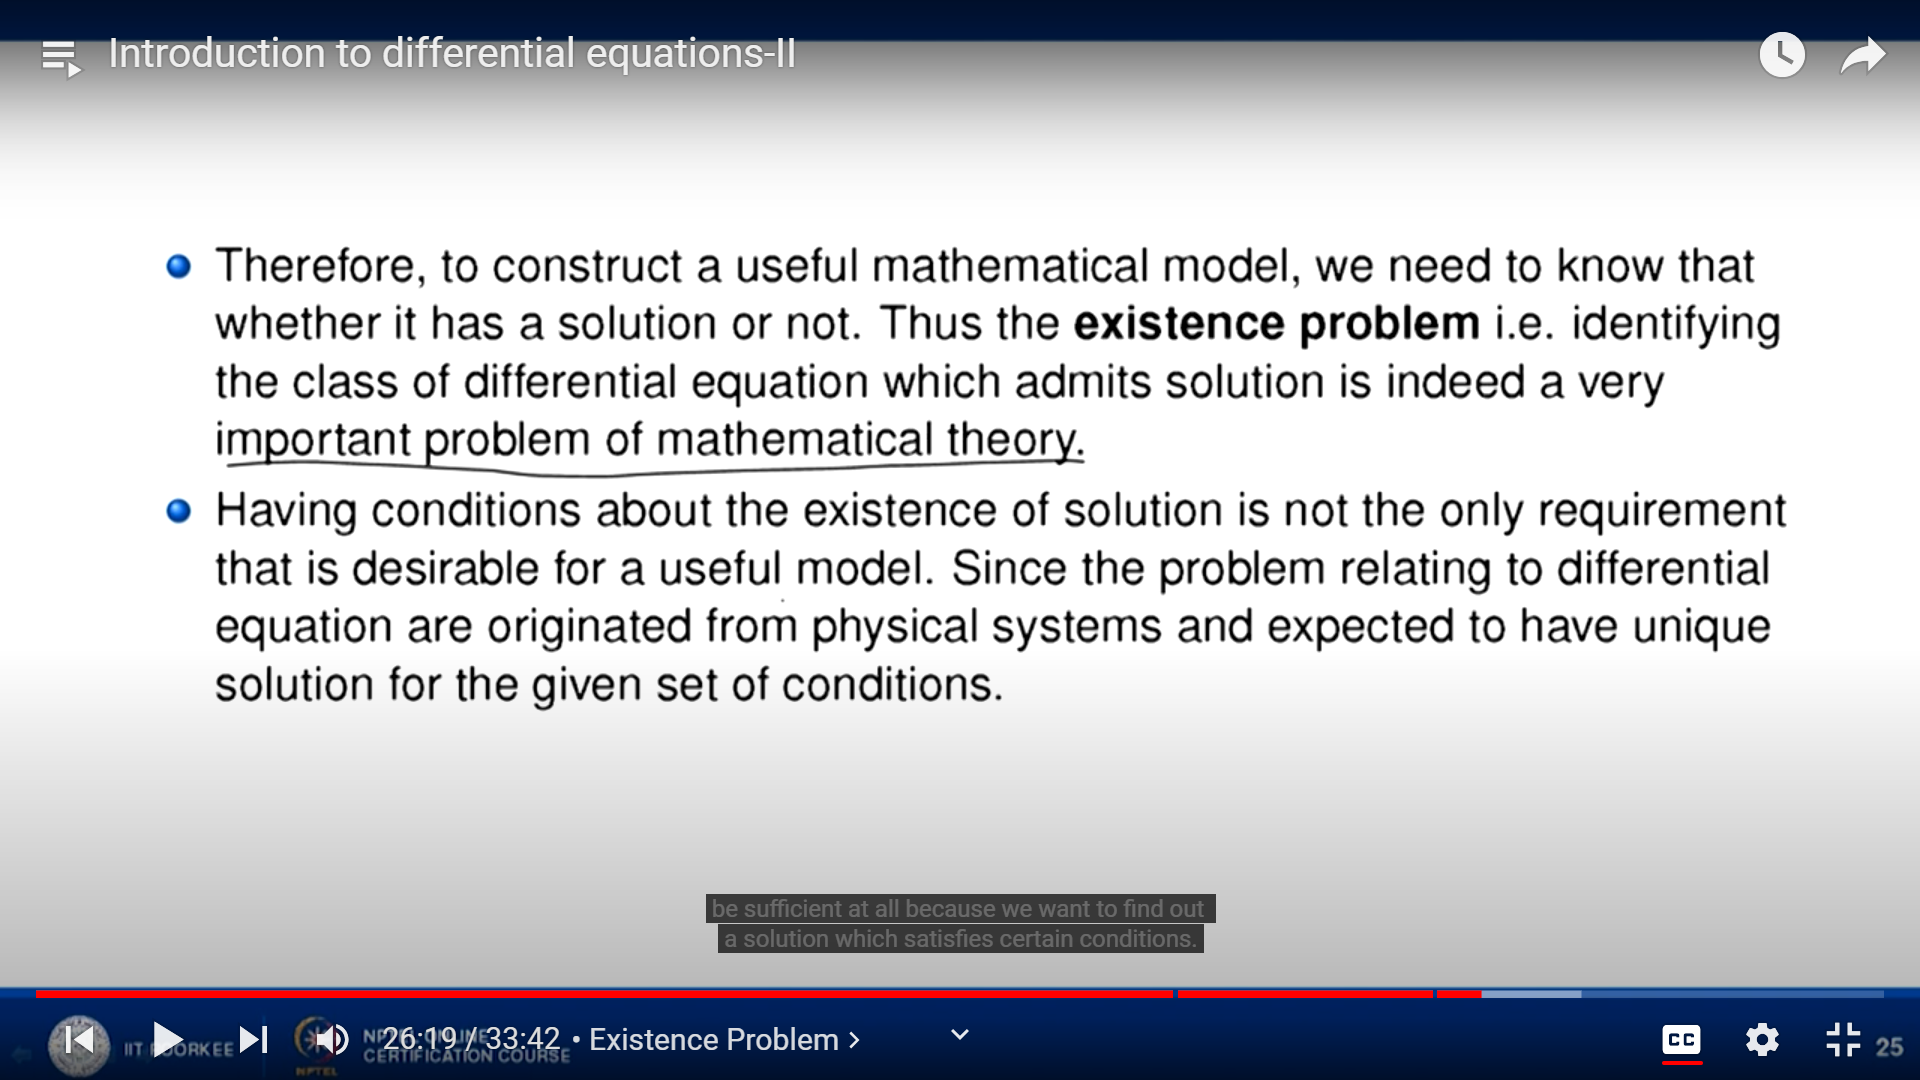 Introduction to differential equations-II
Therefore, to construct a useful mathematical model, we need to know that
whether it has a solution or not. Thus the existence problem i.e. identifying
the class of differential equation which admits solution is indeed a very
important problem of mathematical theory.
Having conditions about the existence of solution is not the only requirement
that is desirable for a useful model. Since the problem relating to differential
equation are originated from physical systems and expected to have unique
solution for the given set of conditions.
be sufficient at all because we want to find out
a solution which satisfies certain conditions.
26:19 / 33:42 • Existence Problem >
IIT ROORKEE
NPTEL ONLINE
CERTIFICATION COURSE
NPTEL
CC
25